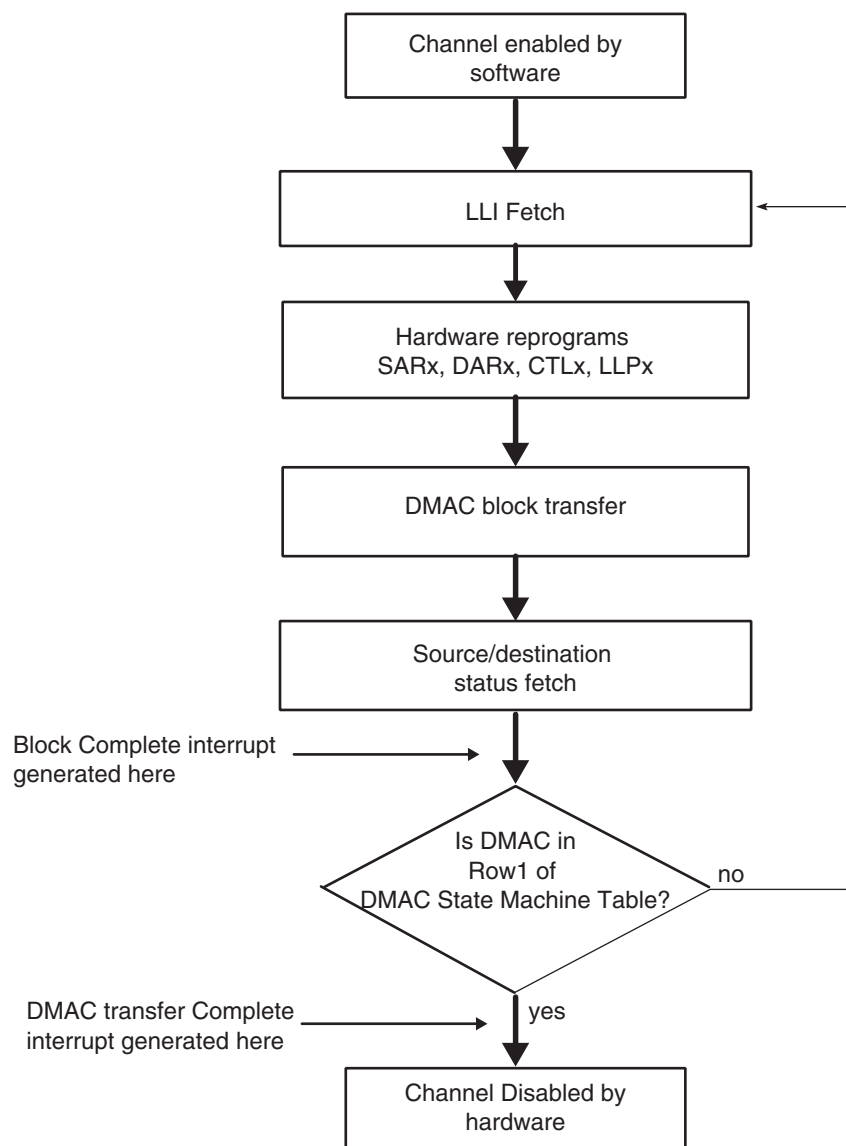 Channel enabled by
software
LLI Fetch
Hardware reprograms
SARx, DARx, CTLx, LLPx
DMAC block transfer
Source/destination
status fetch
Block Complete interrupt
generated here
Is DMAC in
Row1 of
DMAC State Machine Table?
no
DMAC transfer Complete
interrupt generated here
yes
Channel Disabled by
hardware